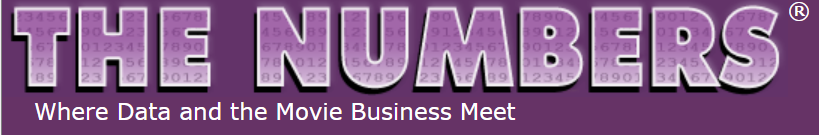 THE NUMBERS®
Where Data and the Movie Business Meet